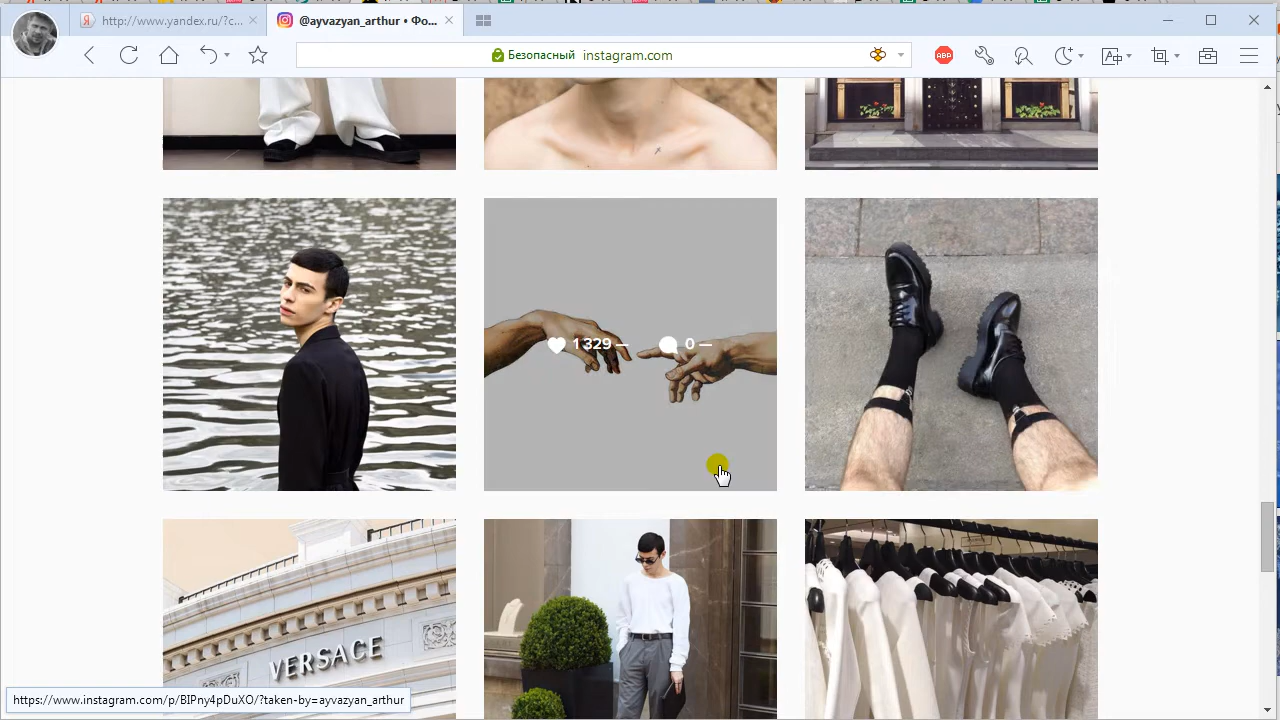 http://www.yandex.ru/?c...
@ayvazyan_arthur • Фо...
Безопасный instagram.com
ABP
1 329 —
0 —
VERSACE
https://www.instagram.com/p/BIPny4pDuXO/?taken-by=ayvazyan_arthur